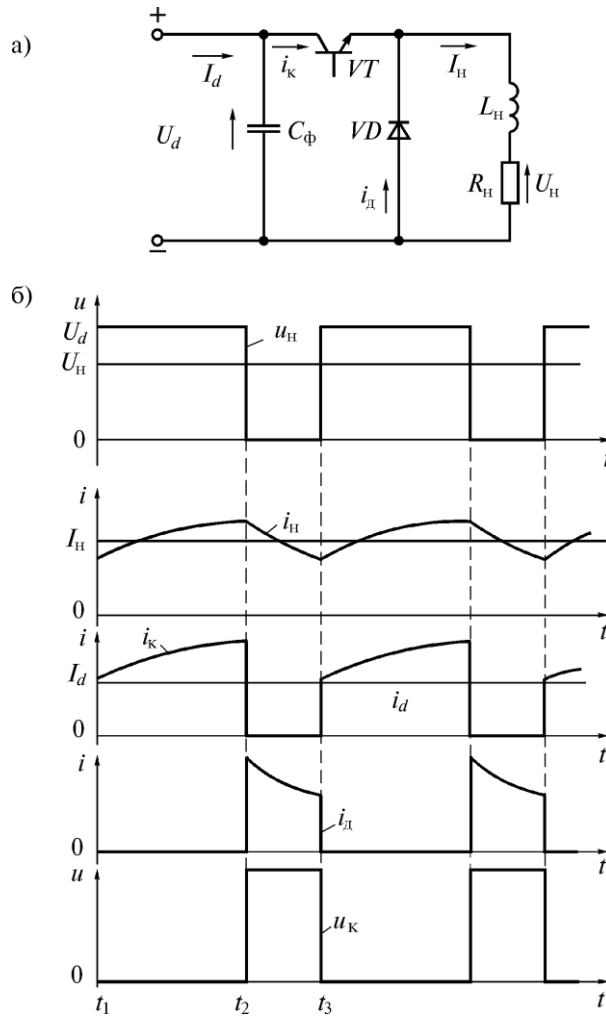 а)
+
I_d
i_к
VT
I_н
L_н
U_d
C_ф
VD
R_н
U_н
i_д
−
б)
u
U_d
u_н
U_н
0
t
i
i_н
I_н
0
t
i
i_к
I_d
i_d
0
t
i
i_д
0
t
u
u_к
0
t_1
t_2
t_3
t